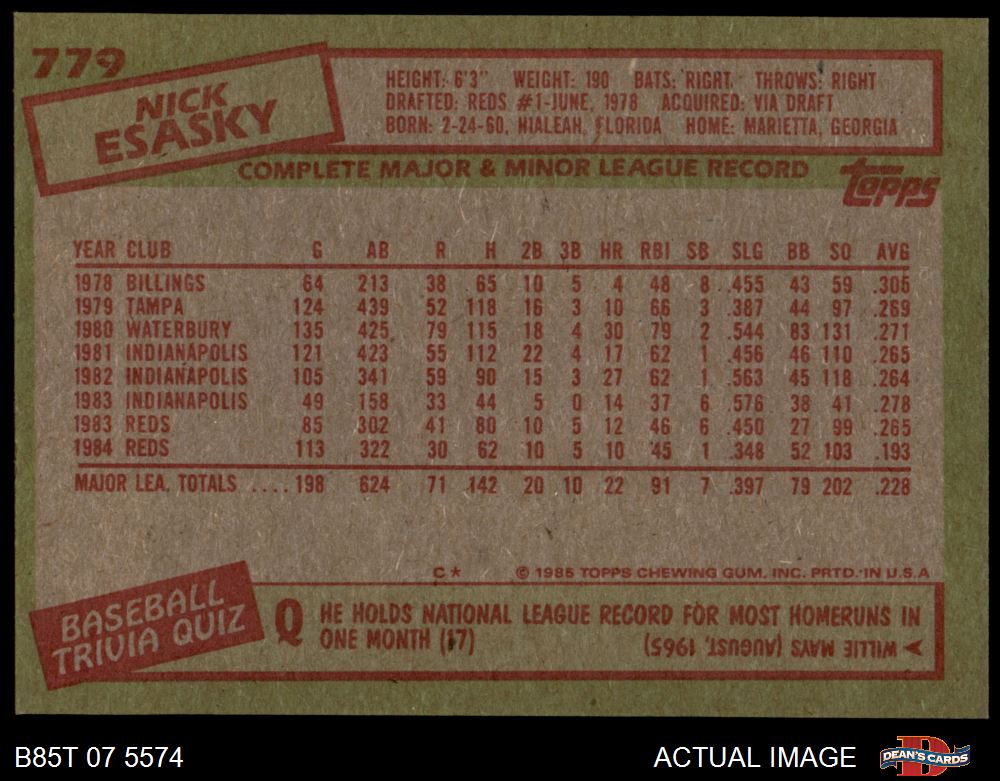 779
NICK
ESASKY
HEIGHT: 6'3" WEIGHT: 190 BATS: RIGHT THROWS: RIGHT
DRAFTED: REDS #1-JUNE, 1978 ACQUIRED: VIA DRAFT
BORN: 2-24-60, HIALEAH, FLORIDA HOME: MARIETTA, GEORGIA
COMPLETE MAJOR & MINOR LEAGUE RECORD
topps
YEAR CLUB G AB R H 2B 3B HR RBI SB SLG BB SO AVG
1978 BILLINGS 64 213 38 65 10 5 4 48 8 .455 43 59 .305
1979 TAMPA 124 439 52 118 16 3 10 66 3 .387 44 97 .269
1980 WATERBURY 135 425 79 115 18 4 30 79 2 .544 83 131 .271
1981 INDIANAPOLIS 121 423 55 112 22 4 17 62 1 .456 46 110 .265
1982 INDIANAPOLIS 105 341 59 90 15 3 27 62 1 .563 45 118 .264
1983 INDIANAPOLIS 49 158 33 44 5 0 14 37 6 .576 38 41 .278
1983 REDS 85 302 41 80 10 5 12 46 6 .450 27 99 .265
1984 REDS 113 322 30 62 10 5 10 45 1 .348 52 103 .193
MAJOR LEA. TOTALS .... 198 624 71 142 20 10 22 91 7 .397 79 202 .228
C* © 1985 TOPPS CHEWING GUM, INC. PRTD. IN U.S.A
BASEBALL
TRIVIA QUIZ
Q HE HOLDS NATIONAL LEAGUE RECORD FOR MOST HOMERUNS IN
ONE MONTH (17)
WILLIE MAYS (AUGUST, 1965)
B85T 07 5574
ACTUAL IMAGE
DEAN'S CARDS